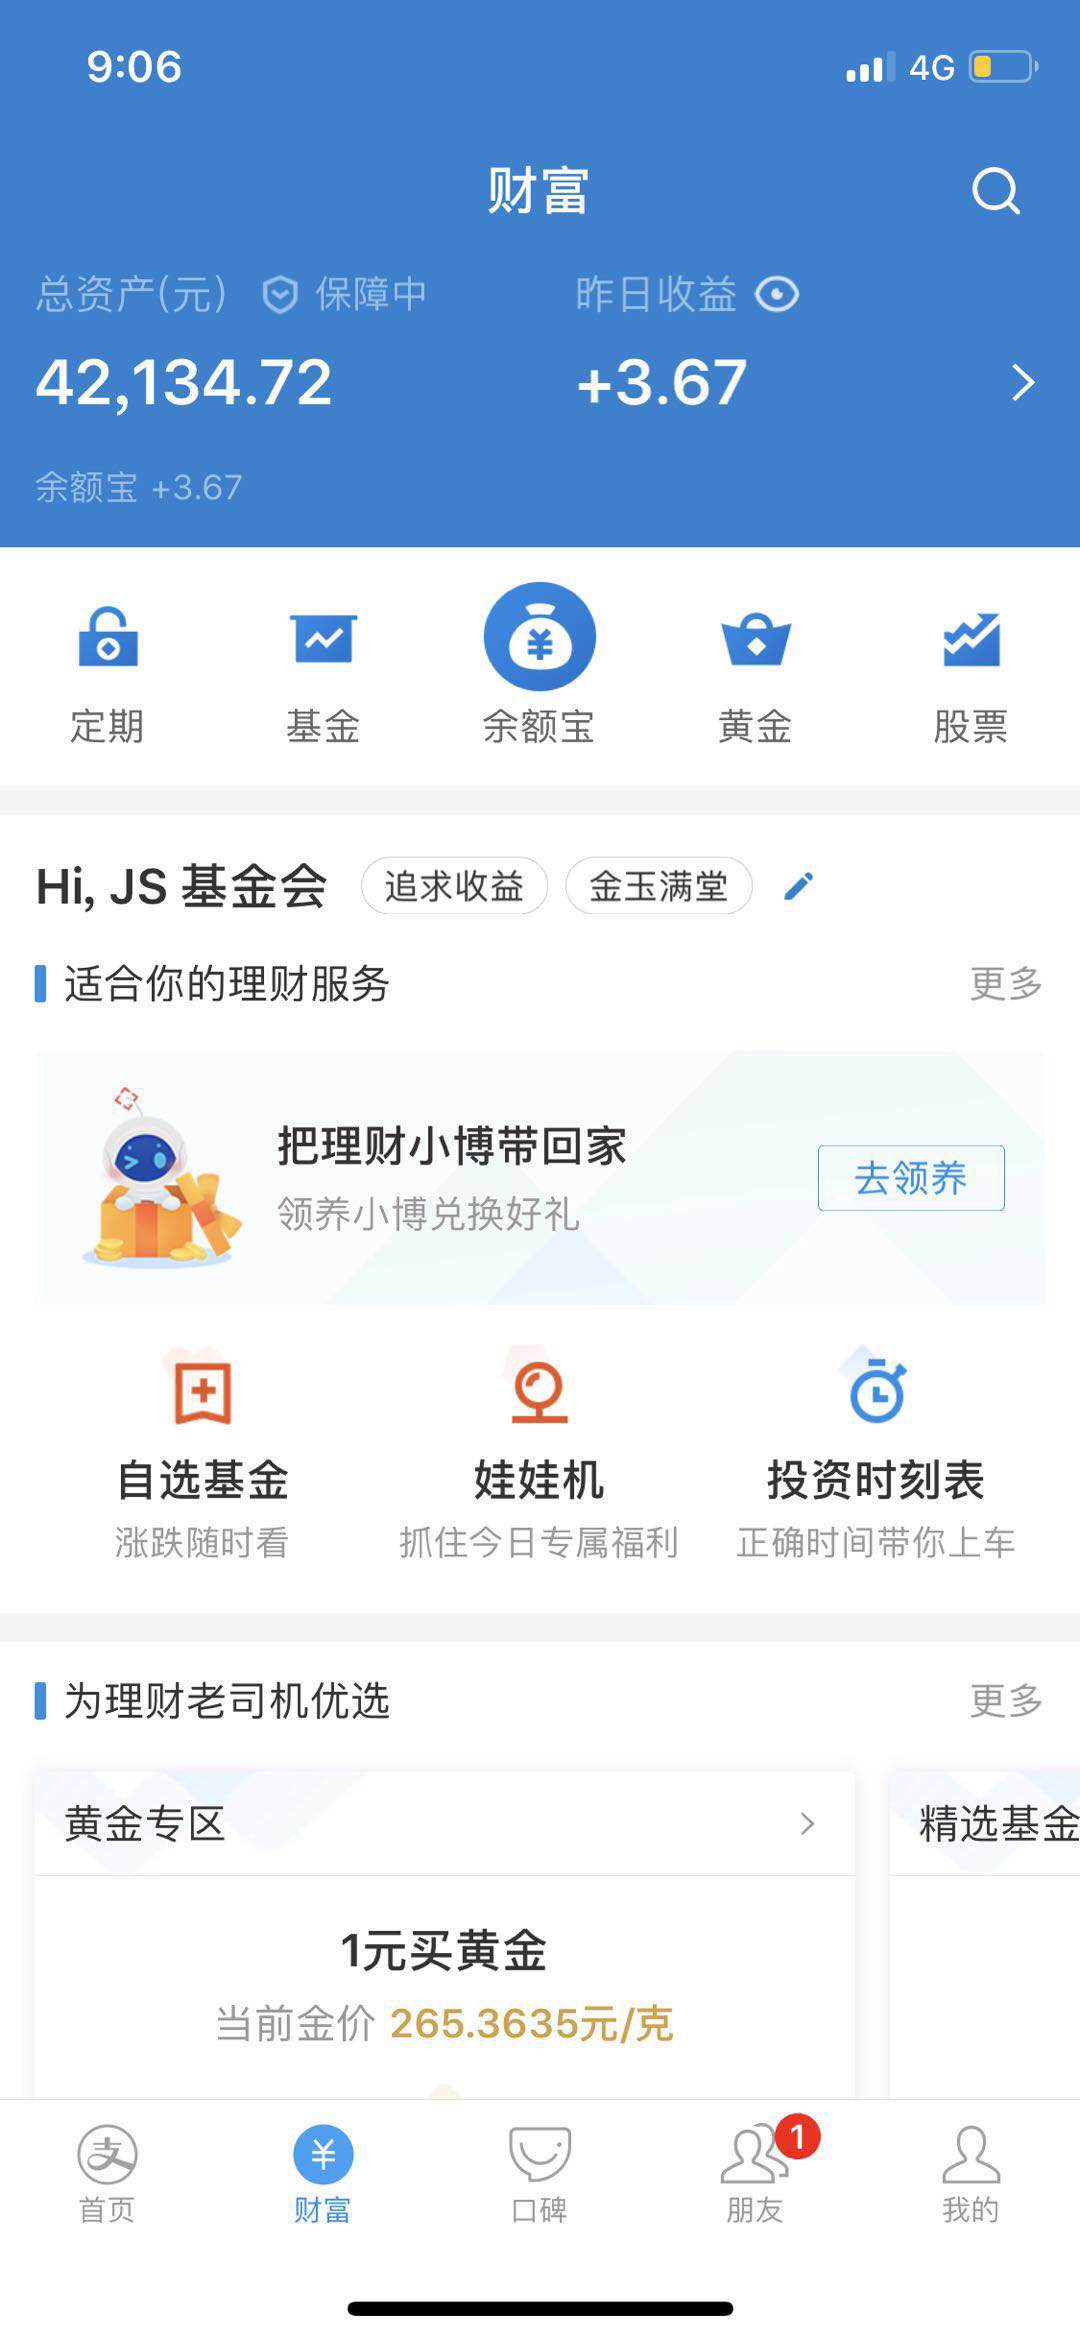 9:06 4G
财富
总资产(元) 保障中 昨日收益
42,134.72 +3.67
余额宝 +3.67
定期 基金 余额宝 黄金 股票
Hi, JS 基金会 追求收益 金玉满堂
适合你的理财服务 更多
把理财小博带回家
领养小博兑换好礼
去领养
自选基金 娃娃机 投资时刻表
涨跌随时看 抓住今日专属福利 正确时间带你上车
为理财老司机优选 更多
黄金专区 精选基金
1元买黄金
当前金价 265.3635元/克
支 ¥ 1
首页 财富 口碑 朋友 我的